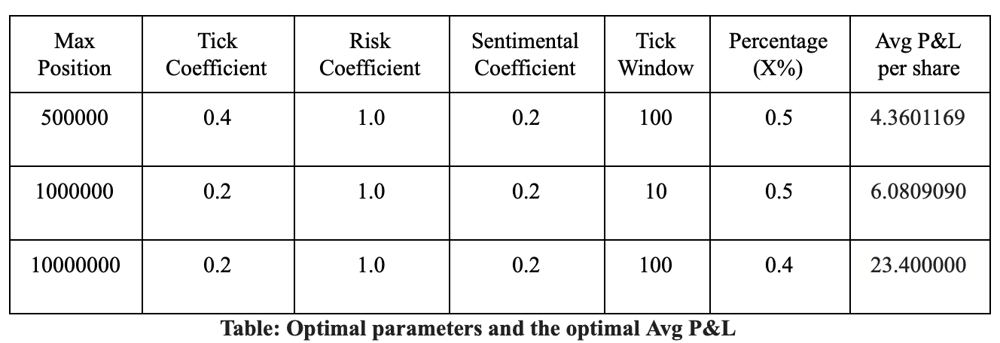 Max Position Tick Coefficient Risk Coefficient Sentimental Coefficient Tick Window Percentage (X%) Avg P&L per share
500000 0.4 1.0 0.2 100 0.5 4.3601169
1000000 0.2 1.0 0.2 10 0.5 6.0809090
10000000 0.2 1.0 0.2 100 0.4 23.400000
Table: Optimal parameters and the optimal Avg P&L